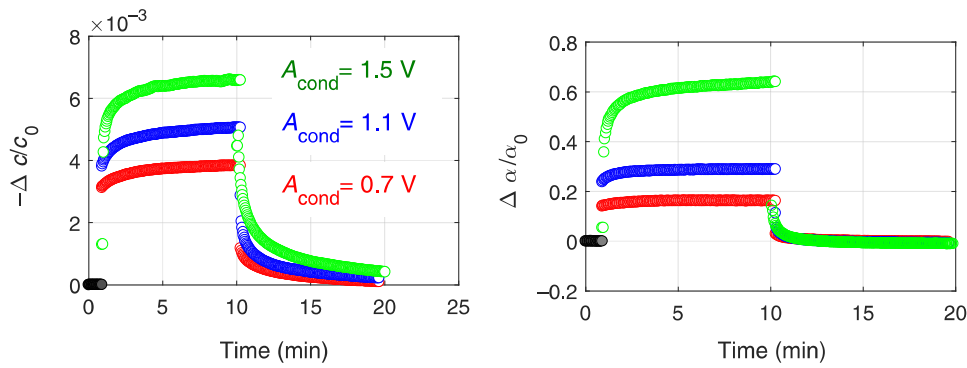 ×10⁻³
8
6
4
2
0
−Δ c/c₀
A_cond= 1.5 V
A_cond= 1.1 V
A_cond= 0.7 V
0 5 10 15 20 25
Time (min)
0.8
0.6
0.4
0.2
0
−0.2
Δ α/α₀
0 5 10 15 20
Time (min)